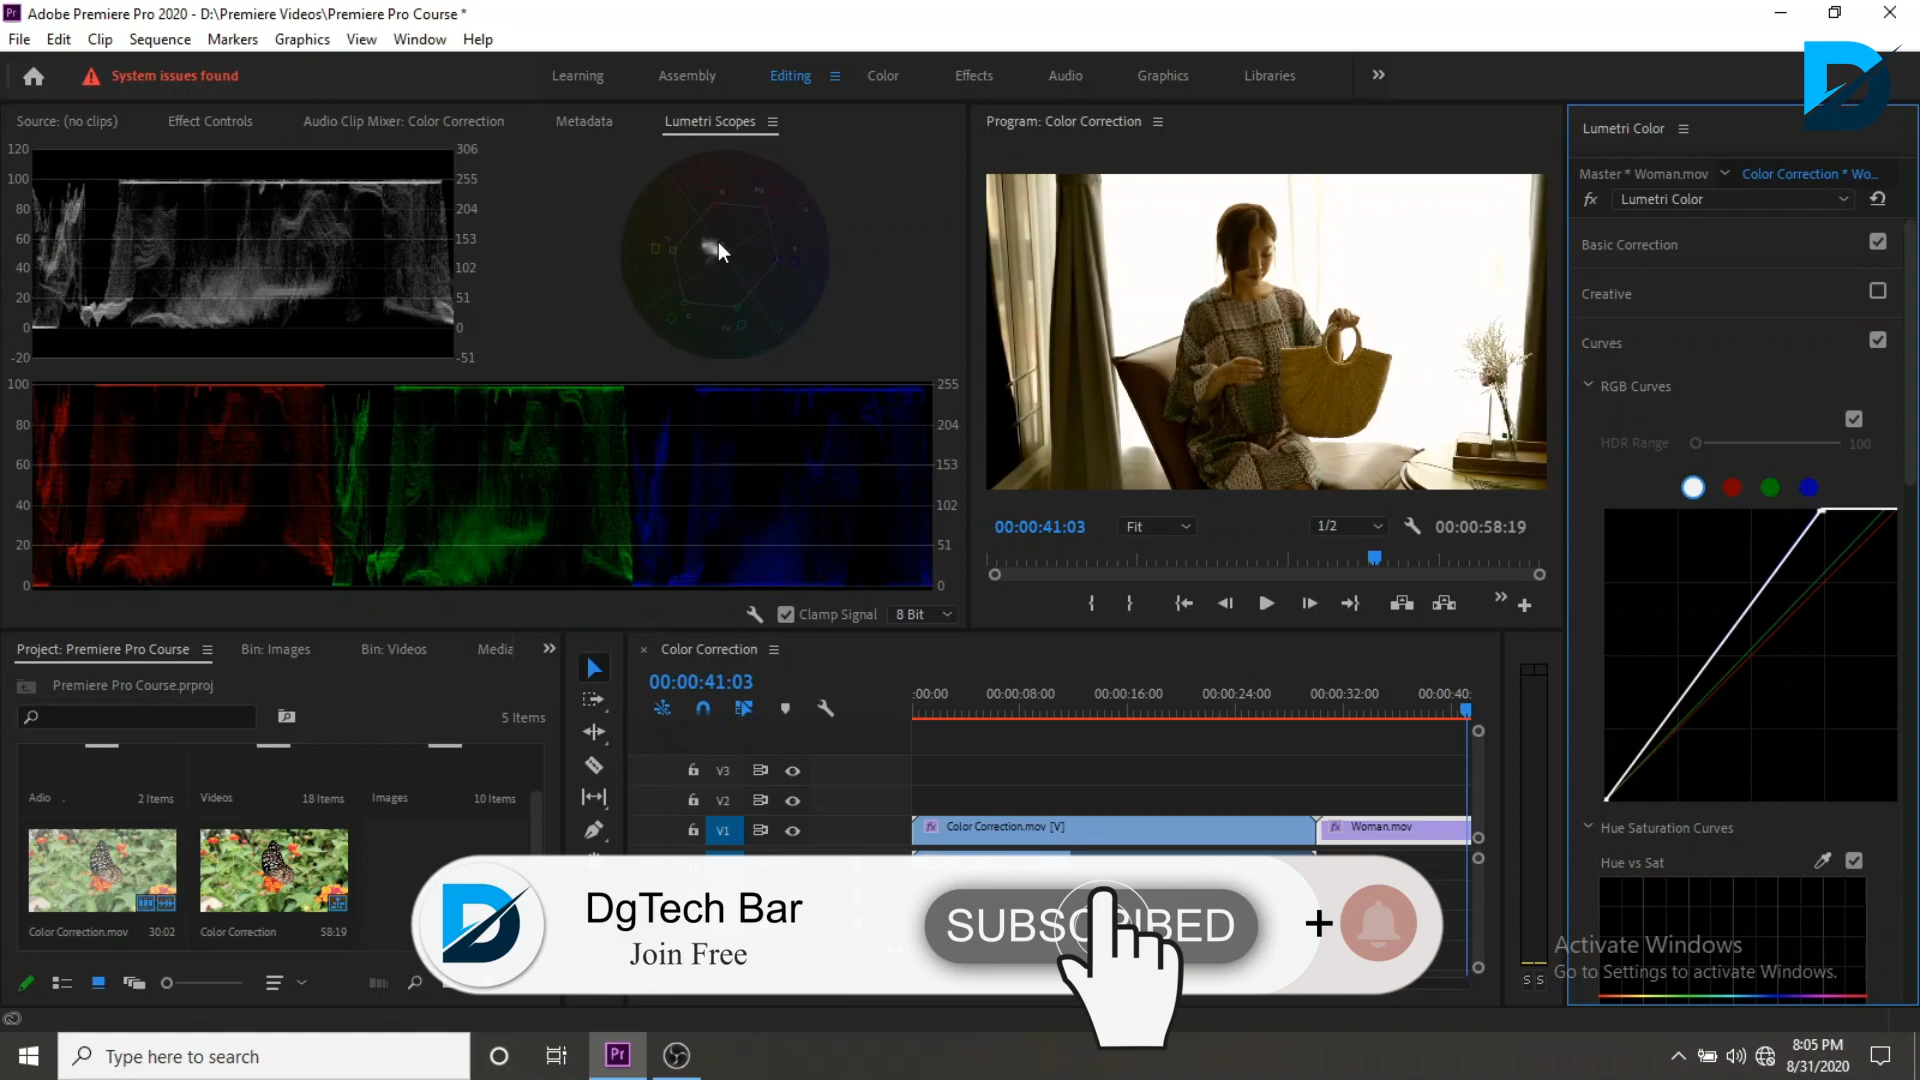 Adobe Premiere Pro 2020 - D:\Premiere Videos\Premiere Pro Course *
File Edit Clip Sequence Markers Graphics View Window Help
System issues found
Learning Assembly Editing Color Effects Audio Graphics Libraries
Source: (no clips) Effect Controls Audio Clip Mixer: Color Correction Metadata Lumetri Scopes
120 306
100 255
80 204
60 153
40 102
20 51
0 0
-20 -51
100 255
80 204
60 153
40 102
20 51
0 0
Clamp Signal 8 Bit
Program: Color Correction
00:00:41:03 Fit 1/2 00:00:58:19
Lumetri Color
Master * Woman.mov Color Correction * Wo...
fx Lumetri Color
Basic Correction
Creative
Curves
RGB Curves
HDR Range 100
Hue Saturation Curves
Hue vs Sat
Project: Premiere Pro Course Bin: Images Bin: Videos Media
Premiere Pro Course.prproj
5 Items
Adio . 2 Items Videos 18 Items Images 10 Items
Color Correction.mov 30:02 Color Correction 58:19
× Color Correction
00:00:41:03
:00:00 00:00:08:00 00:00:16:00 00:00:24:00 00:00:32:00 00:00:40:
V3
V2
V1
fx Color Correction.mov [V] fx Woman.mov
S S
DgTech Bar
Join Free
SUBSCRIBED +
Activate Windows
Go to Settings to activate Windows.
Type here to search
Pr
8:05 PM
8/31/2020